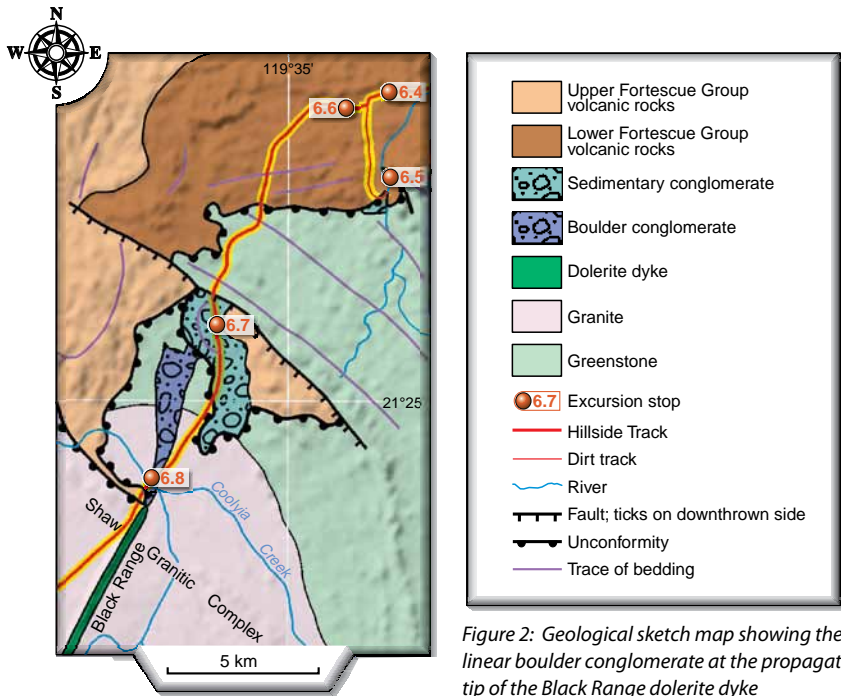 N
W E
S
119°35'
6.4
6.6
6.5
6.7
21°25
6.8
Shaw
Granitic
Complex
Coolyia
Creek
Black Range
5 km
Upper Fortescue Group
volcanic rocks
Lower Fortescue Group
volcanic rocks
Sedimentary conglomerate
Boulder conglomerate
Dolerite dyke
Granite
Greenstone
6.7 Excursion stop
Hillside Track
Dirt track
River
Fault; ticks on downthrown side
Unconformity
Trace of bedding
Figure 2: Geological sketch map showing the
linear boulder conglomerate at the propagat
tip of the Black Range dolerite dyke